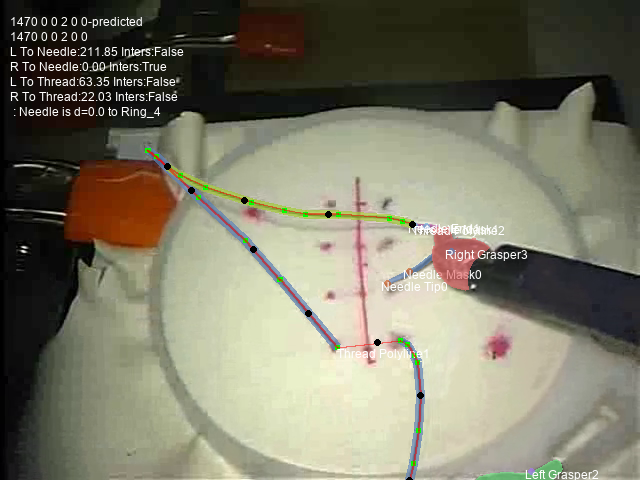 1470 0 0 2 0 0-predicted
1470 0 0 2 0 0
L To Needle:211.85 Inters:False
R To Needle:0.00 Inters:True
L To Thread:63.35 Inters:False
R To Thread:22.03 Inters:False
: Needle is d=0.0 to Ring_4
Right Grasper3
Needle Mask0
Needle Tip0
Thread Polyline1
Left Grasper2